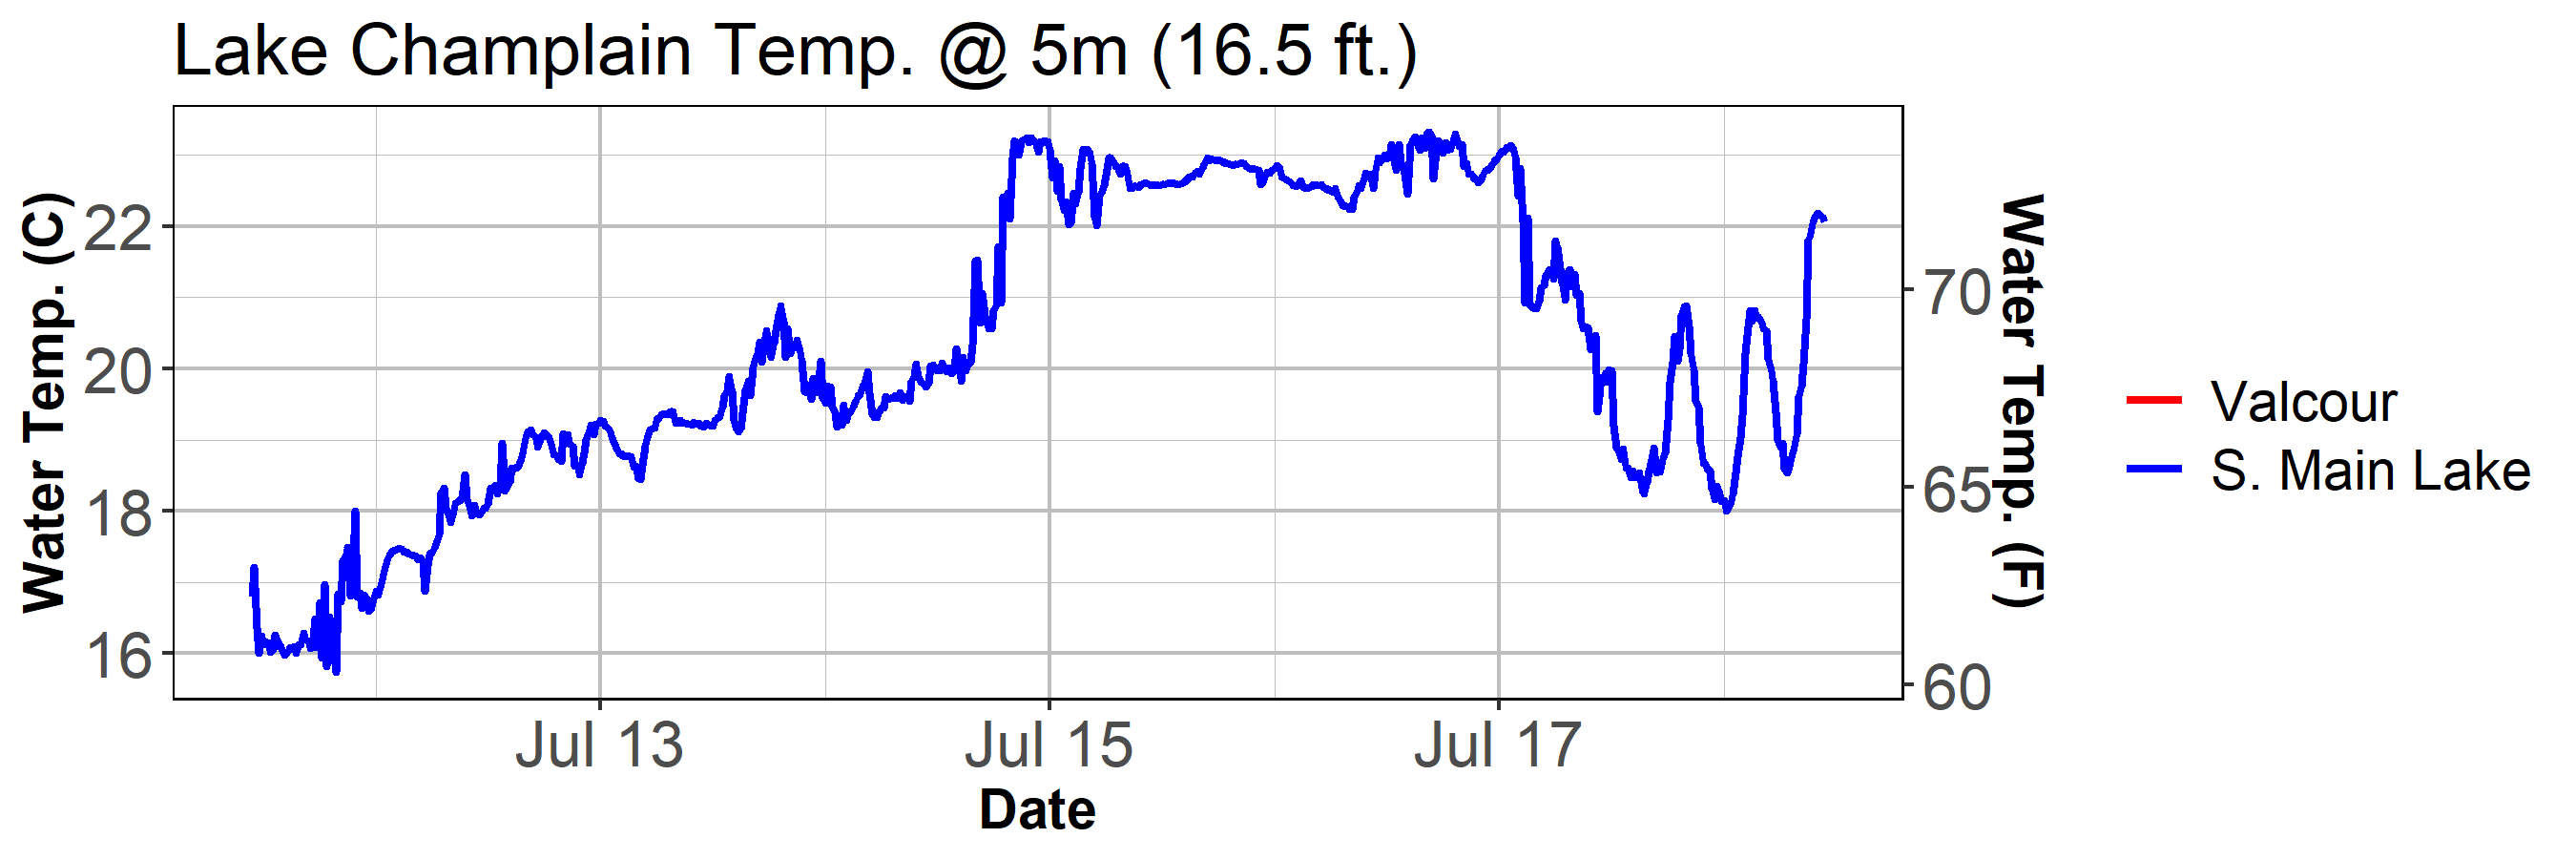 Lake Champlain Temp. @ 5m (16.5 ft.)
Water Temp. (C)
22
20
18
16
70
65
60
Water Temp. (F)
Jul 13
Jul 15
Jul 17
Date
Valcour
S. Main Lake